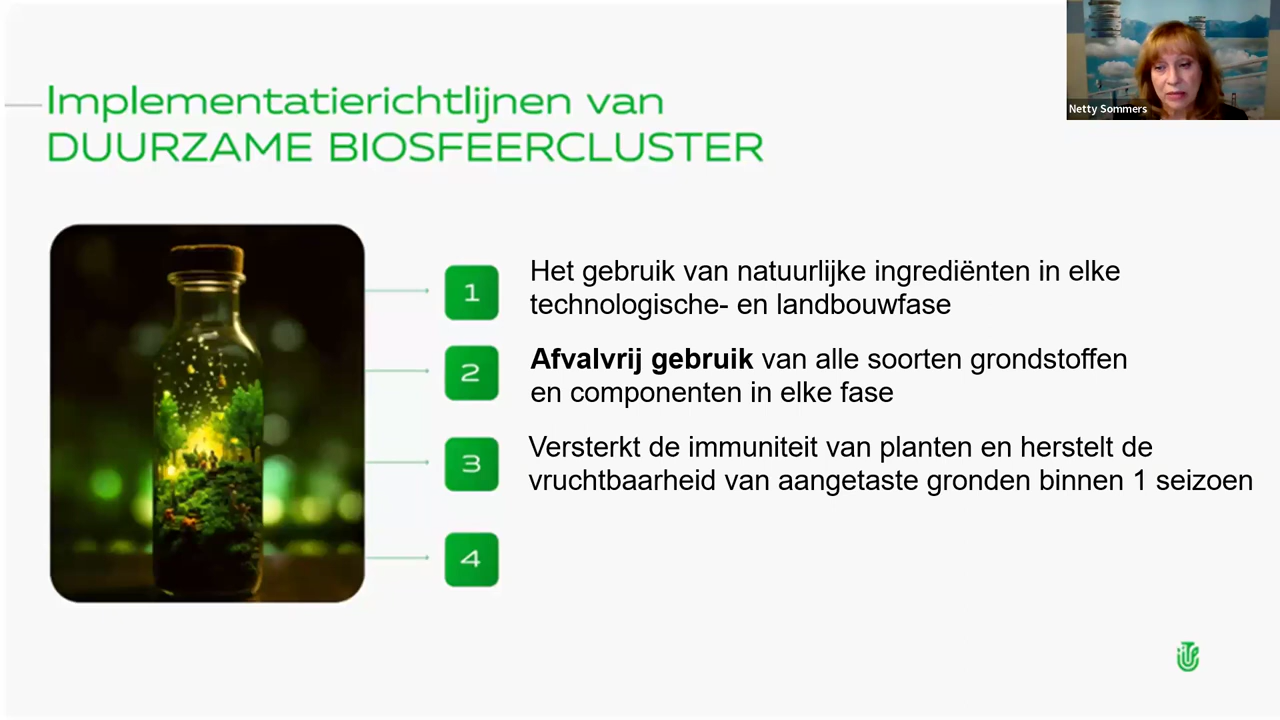 Netty Sommers
Implementatierichtlijnen van
DUURZAME BIOSFEERCLUSTER
1
Het gebruik van natuurlijke ingrediënten in elke
technologische- en landbouwfase
2
Afvalvrij gebruik van alle soorten grondstoffen
en componenten in elke fase
3
Versterkt de immuniteit van planten en herstelt de
vruchtbaarheid van aangetaste gronden binnen 1 seizoen
4